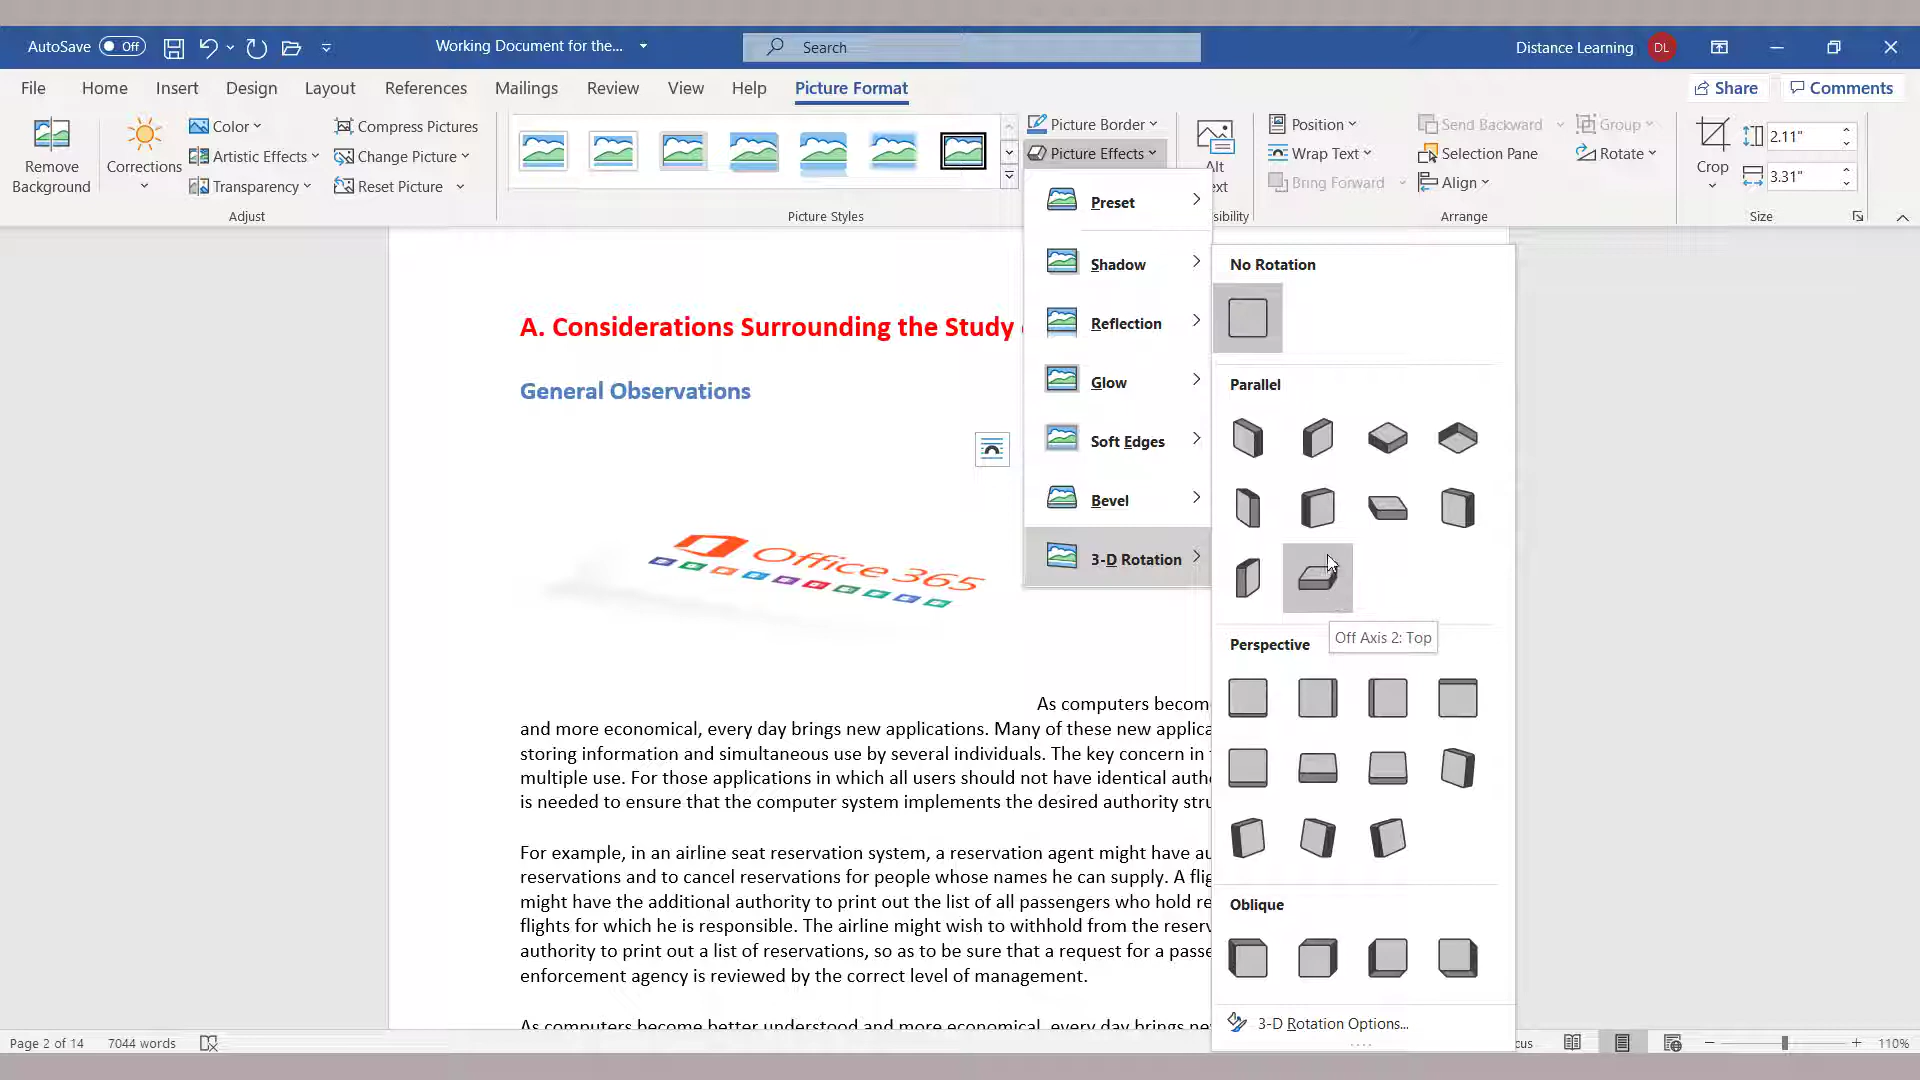 AutoSave Off Working Document for the... Search Distance Learning DL
File Home Insert Design Layout References Mailings Review View Help Picture Format Share Comments
Remove Background
Corrections
Color
Artistic Effects
Transparency
Compress Pictures
Change Picture
Reset Picture
Adjust
Picture Styles
Picture Border
Picture Effects
Alt
ext
sibility
Position
Wrap Text
Bring Forward
Send Backward
Selection Pane
Align
Group
Rotate
Arrange
Crop
2.11"
3.31"
Size
Preset
Shadow
Reflection
Glow
Soft Edges
Bevel
3-D Rotation
No Rotation
Parallel
Off Axis 2: Top
Perspective
Oblique
3-D Rotation Options...
A. Considerations Surrounding the Study
General Observations
Office 365
As computers becom
and more economical, every day brings new applications. Many of these new applica
storing information and simultaneous use by several individuals. The key concern in
multiple use. For those applications in which all users should not have identical auth
is needed to ensure that the computer system implements the desired authority stru
For example, in an airline seat reservation system, a reservation agent might have au
reservations and to cancel reservations for people whose names he can supply. A flig
might have the additional authority to print out the list of all passengers who hold re
flights for which he is responsible. The airline might wish to withhold from the reserv
authority to print out a list of reservations, so as to be sure that a request for a passe
enforcement agency is reviewed by the correct level of management.
As computers become better understood and more economical, every day brings ne
Page 2 of 14 7044 words cus 110%